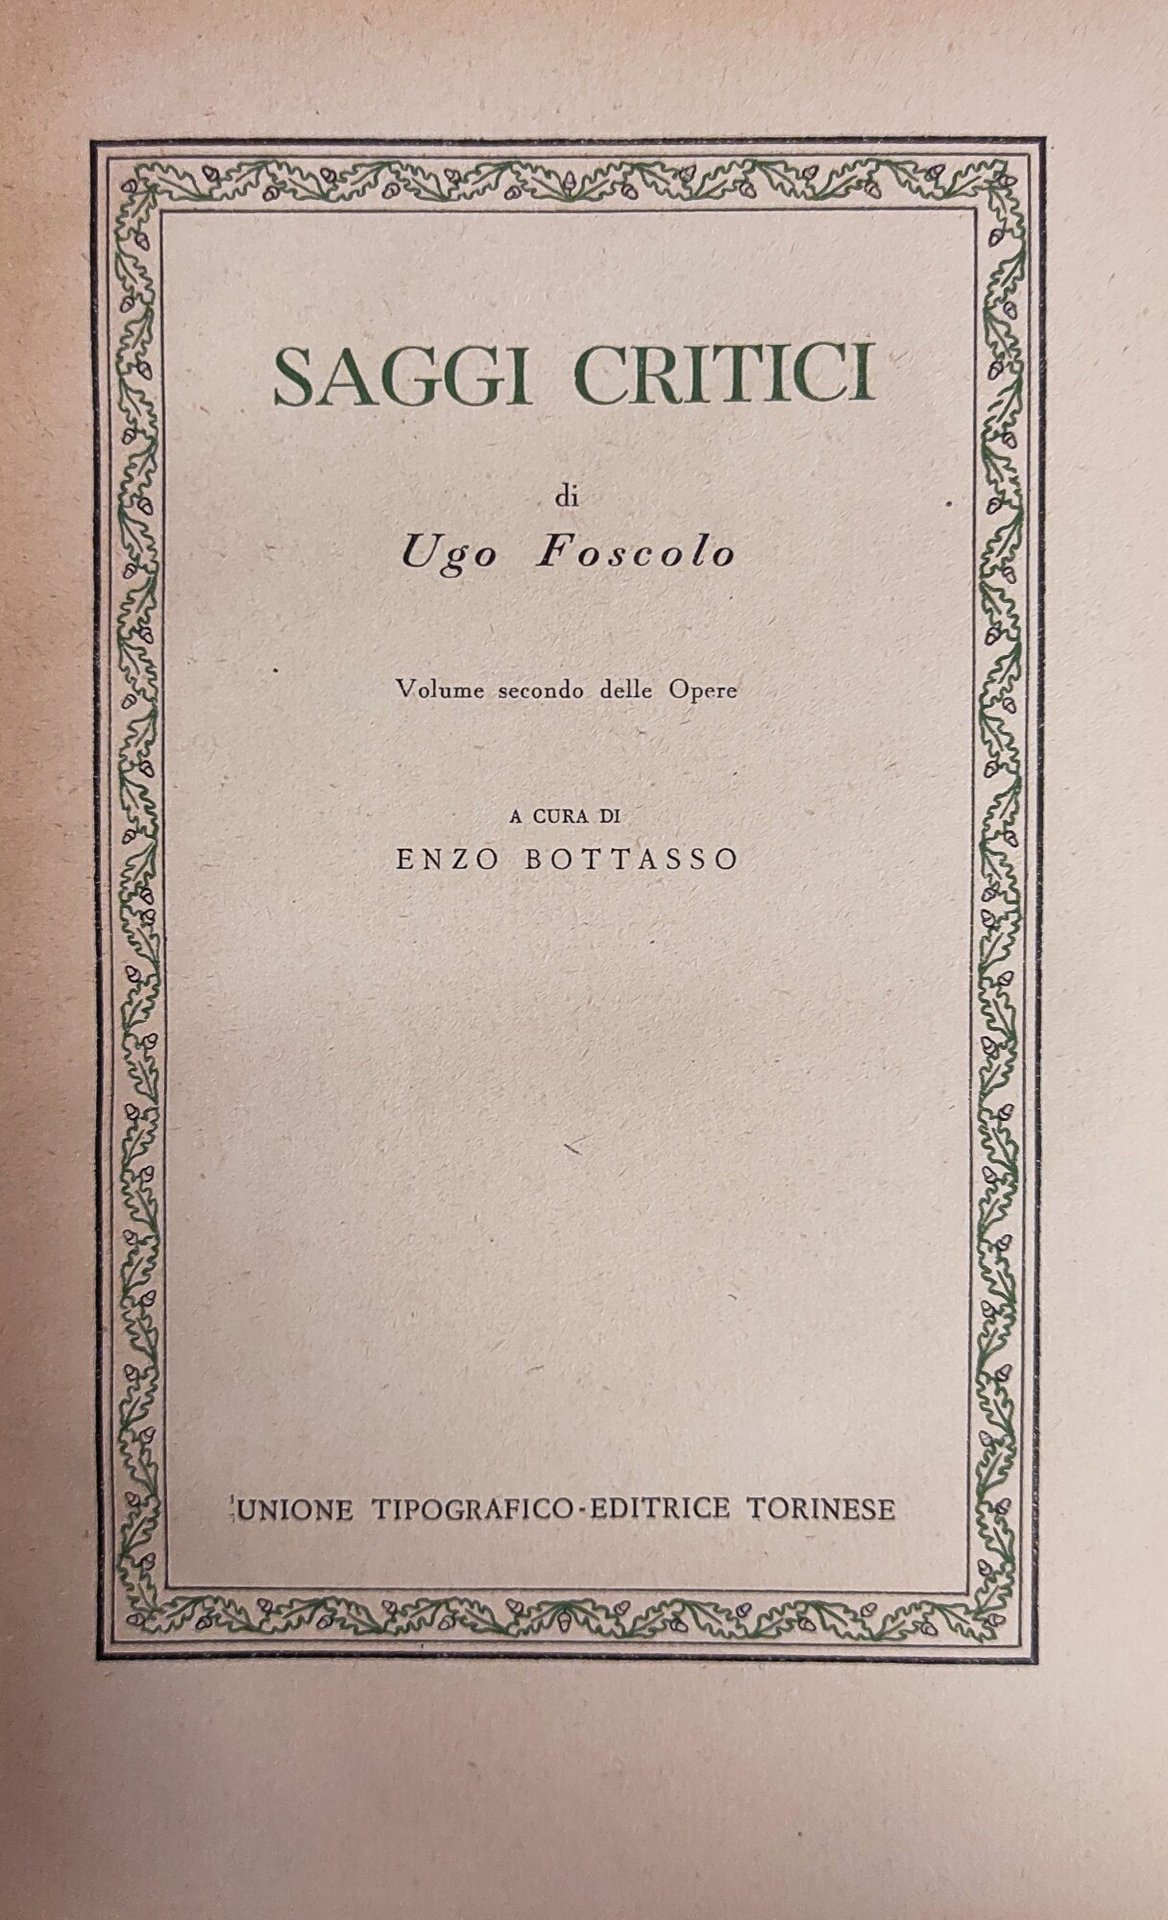 SAGGI CRITICI
di
Ugo Foscolo
Volume secondo delle Opere
A CURA DI
ENZO BOTTASSO
UNIONE TIPOGRAFICO-EDITRICE TORINESE